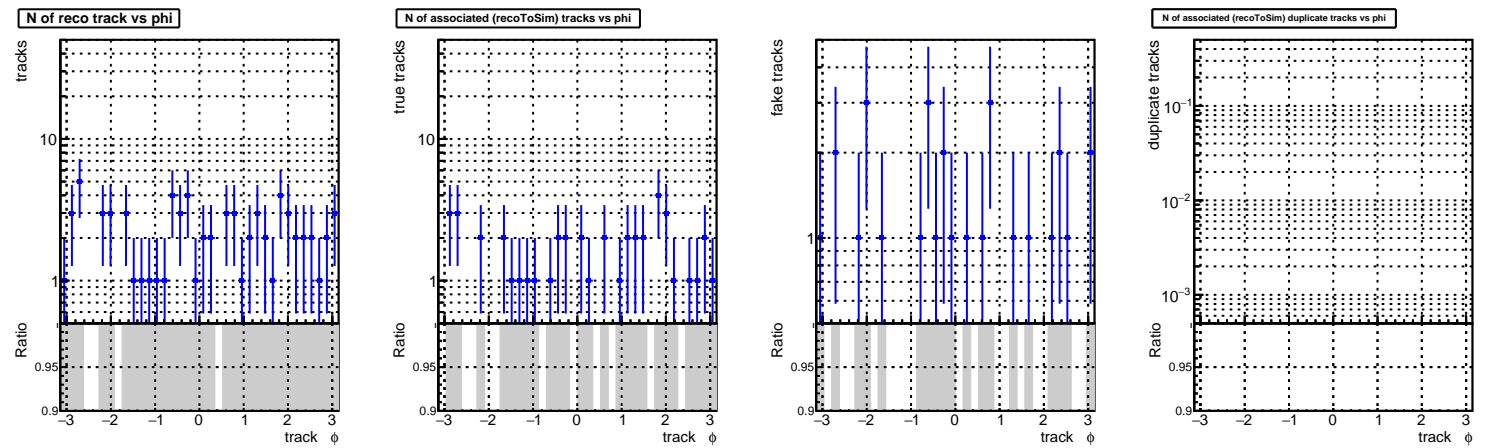 N of reco track vs phi
tracks
10
1
Ratio
1
0.95
0.9
−3 −2 −1 0 1 2 3
track ϕ
N of associated (recoToSim) tracks vs phi
true tracks
10
1
Ratio
1
0.95
0.9
−3 −2 −1 0 1 2 3
track ϕ
fake tracks
1
Ratio
1
0.95
0.9
−3 −2 −1 0 1 2 3
track ϕ
N of associated (recoToSim) duplicate tracks vs phi
duplicate tracks
10⁻¹
10⁻²
10⁻³
Ratio
1
0.95
0.9
−3 −2 −1 0 1 2 3
track ϕ